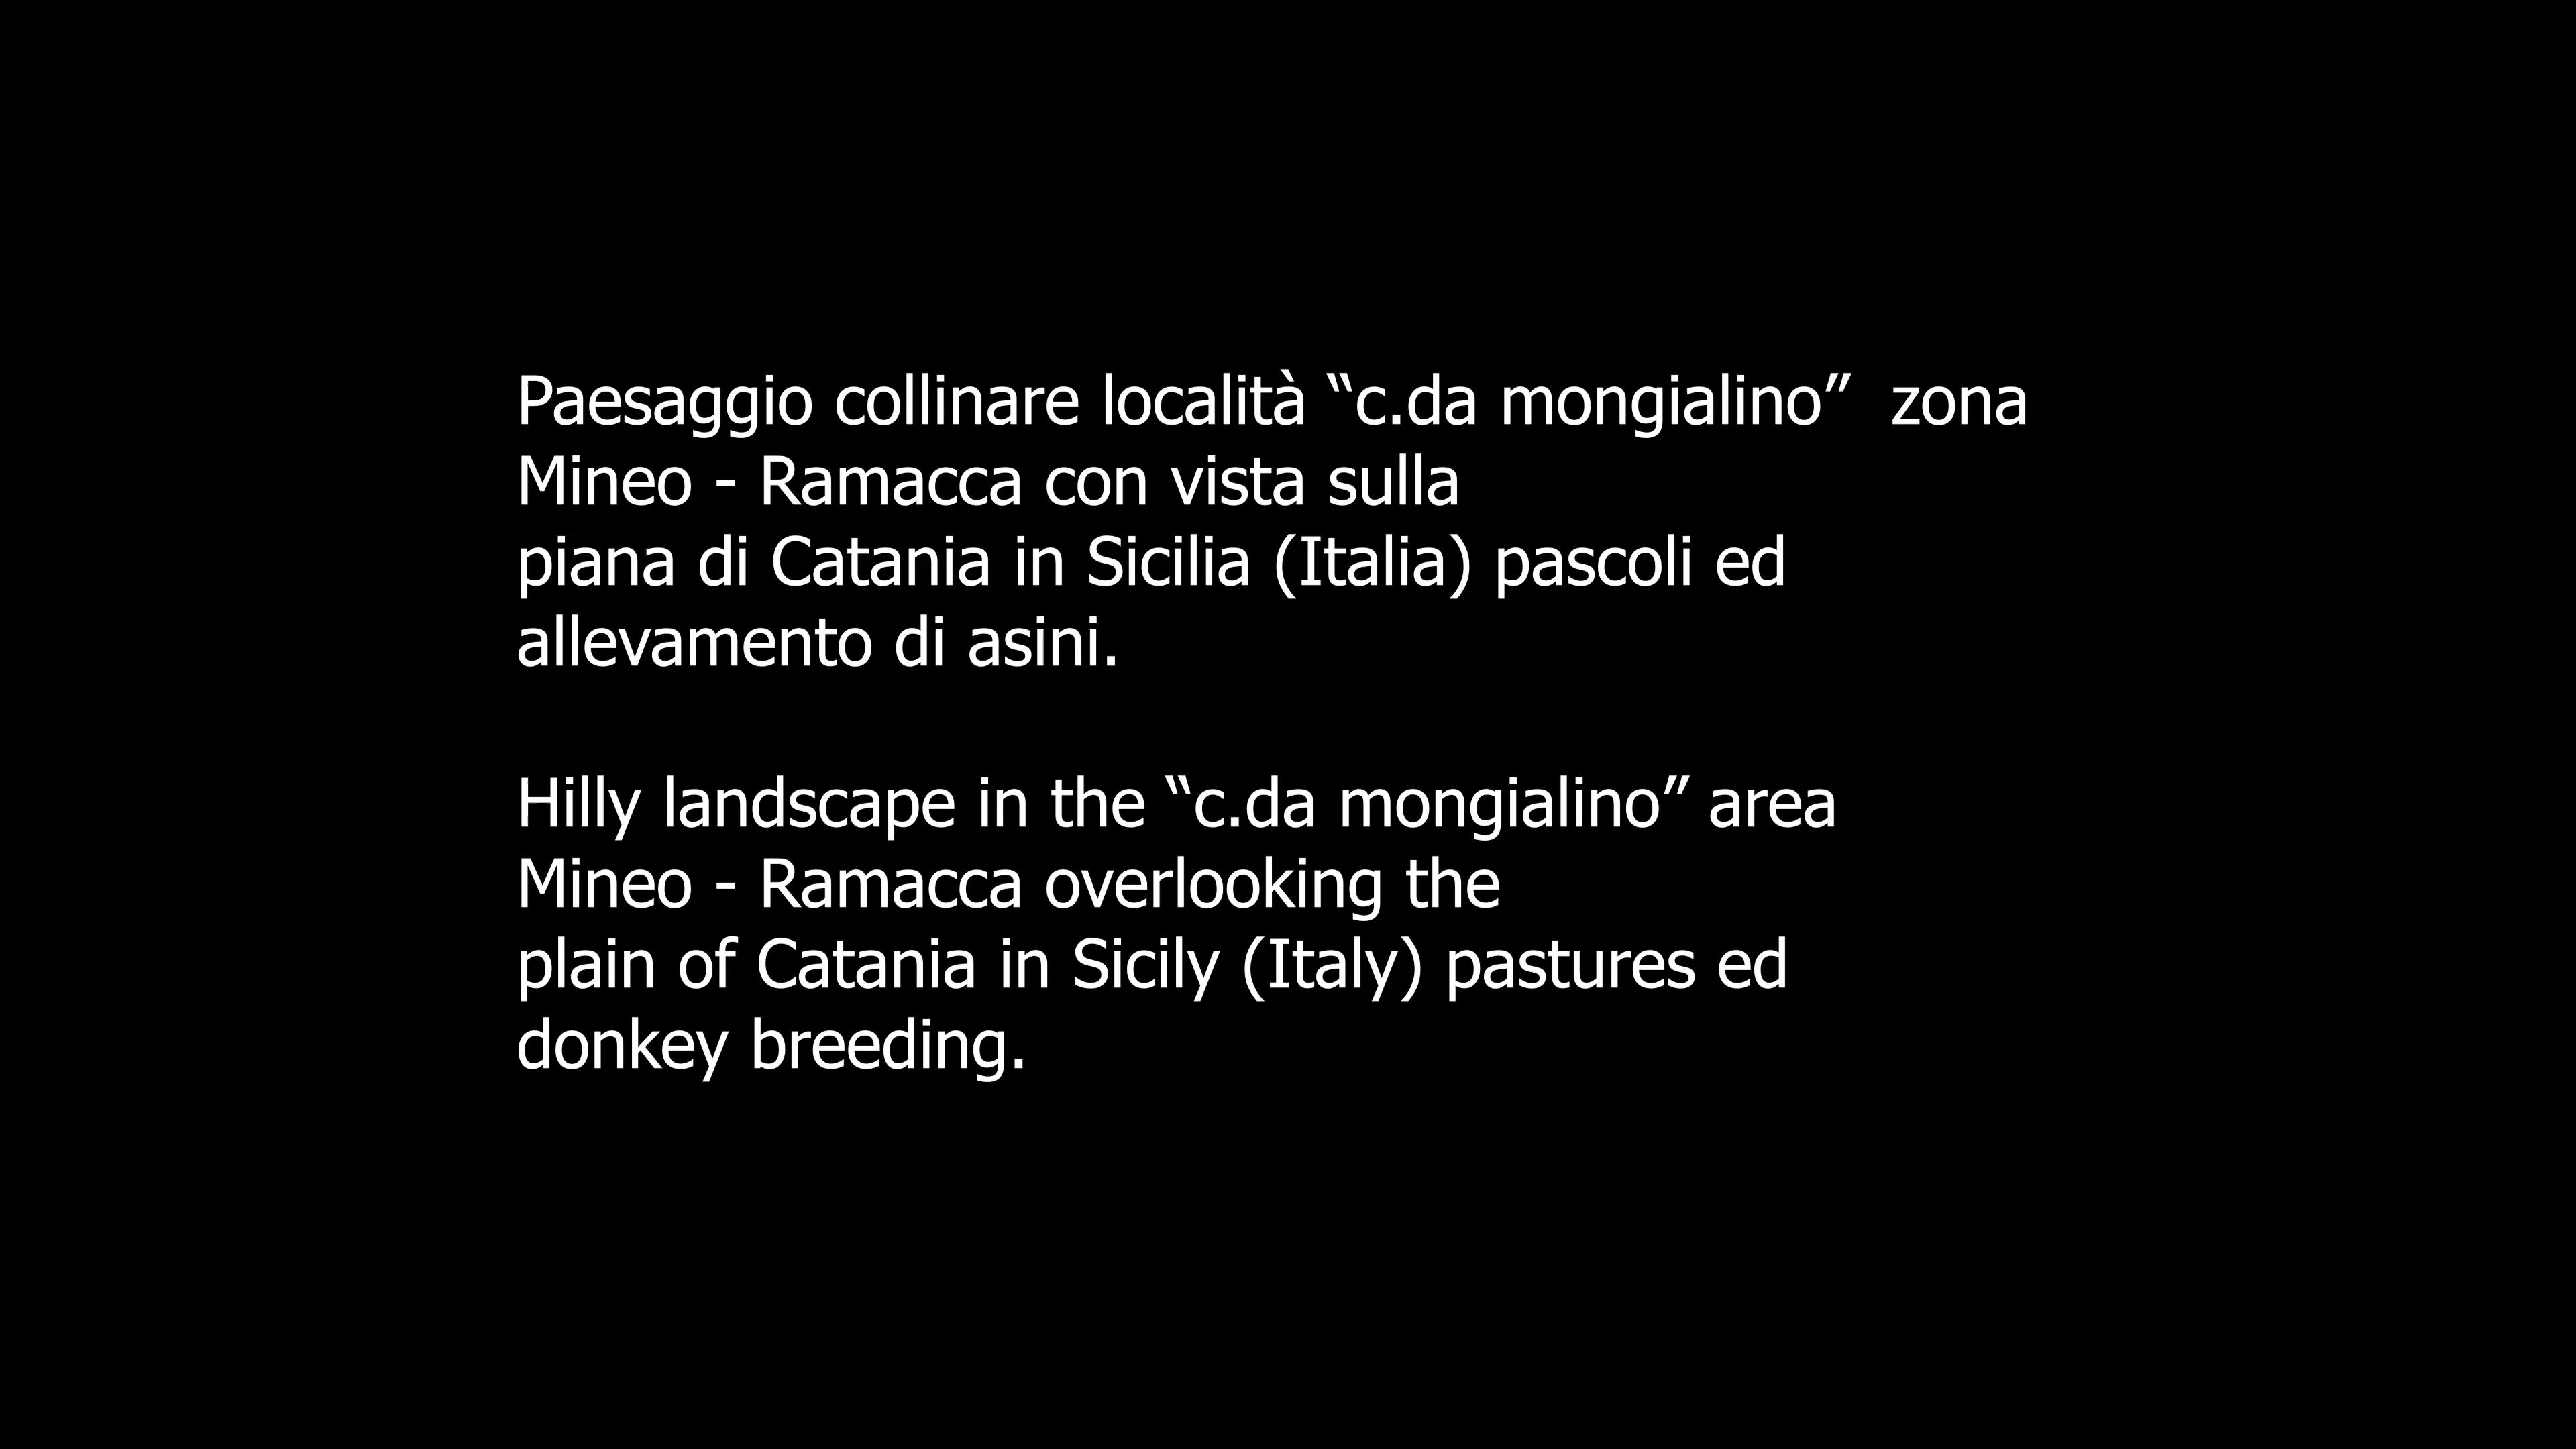 Paesaggio collinare località “c.da mongialino”  zona
Mineo - Ramacca con vista sulla
piana di Catania in Sicilia (Italia) pascoli ed
allevamento di asini.
Hilly landscape in the “c.da mongialino” area
Mineo - Ramacca overlooking the
plain of Catania in Sicily (Italy) pastures ed
donkey breeding.